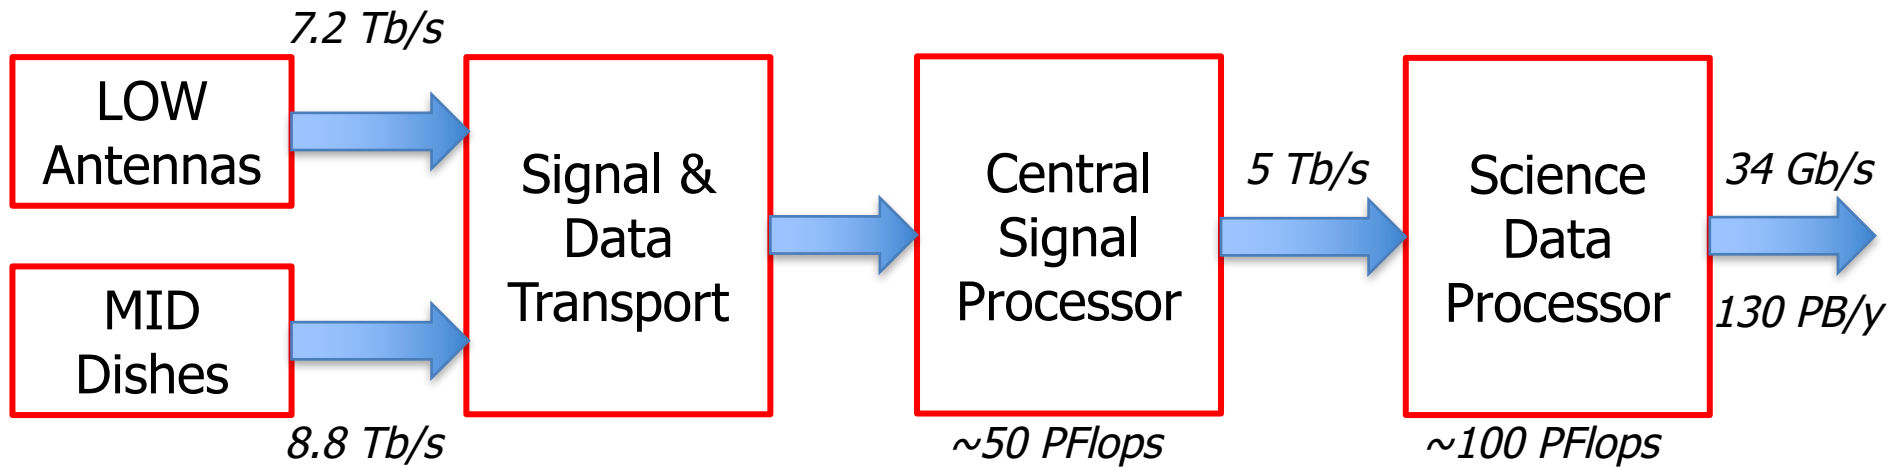 7.2 Tb/s
LOW
Antennas
MID
Dishes
8.8 Tb/s
Signal &
Data
Transport
Central
Signal
Processor
~50 PFlops
5 Tb/s
Science
Data
Processor
~100 PFlops
34 Gb/s
130 PB/y